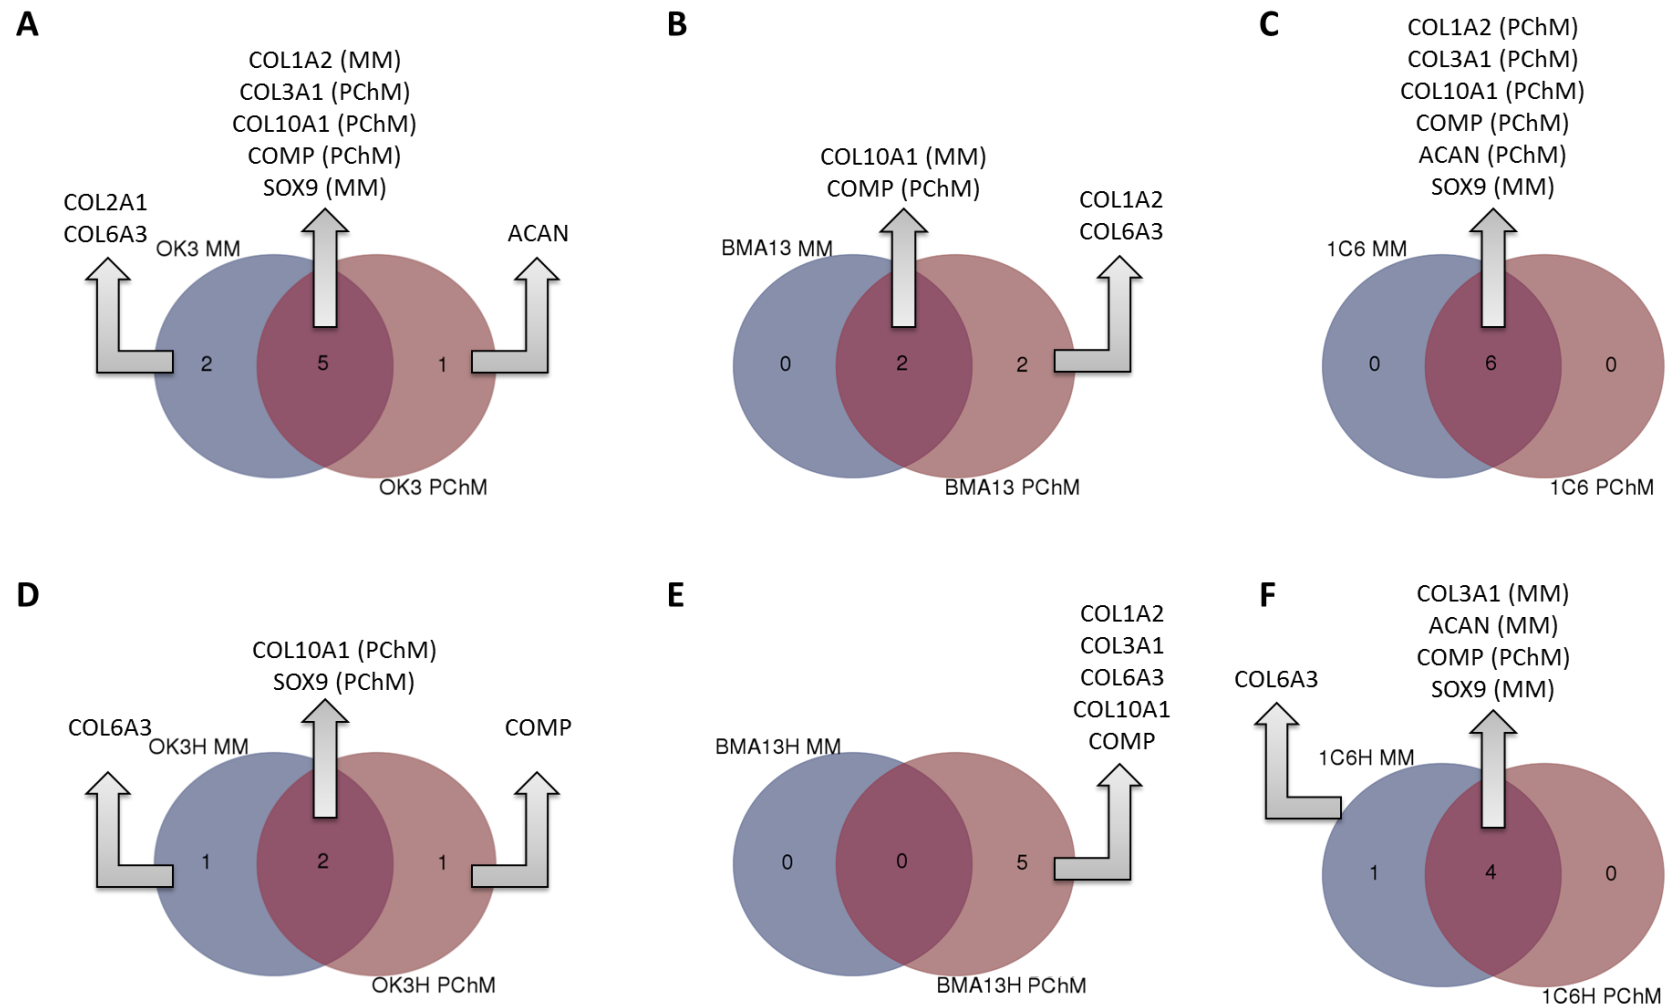 A
COL1A2 (MM)
COL3A1 (PChM)
COL10A1 (PChM)
COMP (PChM)
SOX9 (MM)
COL2A1
COL6A3
ACAN
OK3 MM
2
5
1
OK3 PChM
B
COL10A1 (MM)
COMP (PChM)
COL1A2
COL6A3
BMA13 MM
0
2
2
BMA13 PChM
C
COL1A2 (PChM)
COL3A1 (PChM)
COL10A1 (PChM)
COMP (PChM)
ACAN (PChM)
SOX9 (MM)
1C6 MM
0
6
0
1C6 PChM
D
COL10A1 (PChM)
SOX9 (PChM)
COL6A3
COMP
OK3H MM
1
2
1
OK3H PChM
E
COL1A2
COL3A1
COL6A3
COL10A1
COMP
BMA13H MM
0
0
5
BMA13H PChM
F
COL3A1 (MM)
ACAN (MM)
COMP (PChM)
SOX9 (MM)
COL6A3
1C6H MM
1
4
0
1C6H PChM